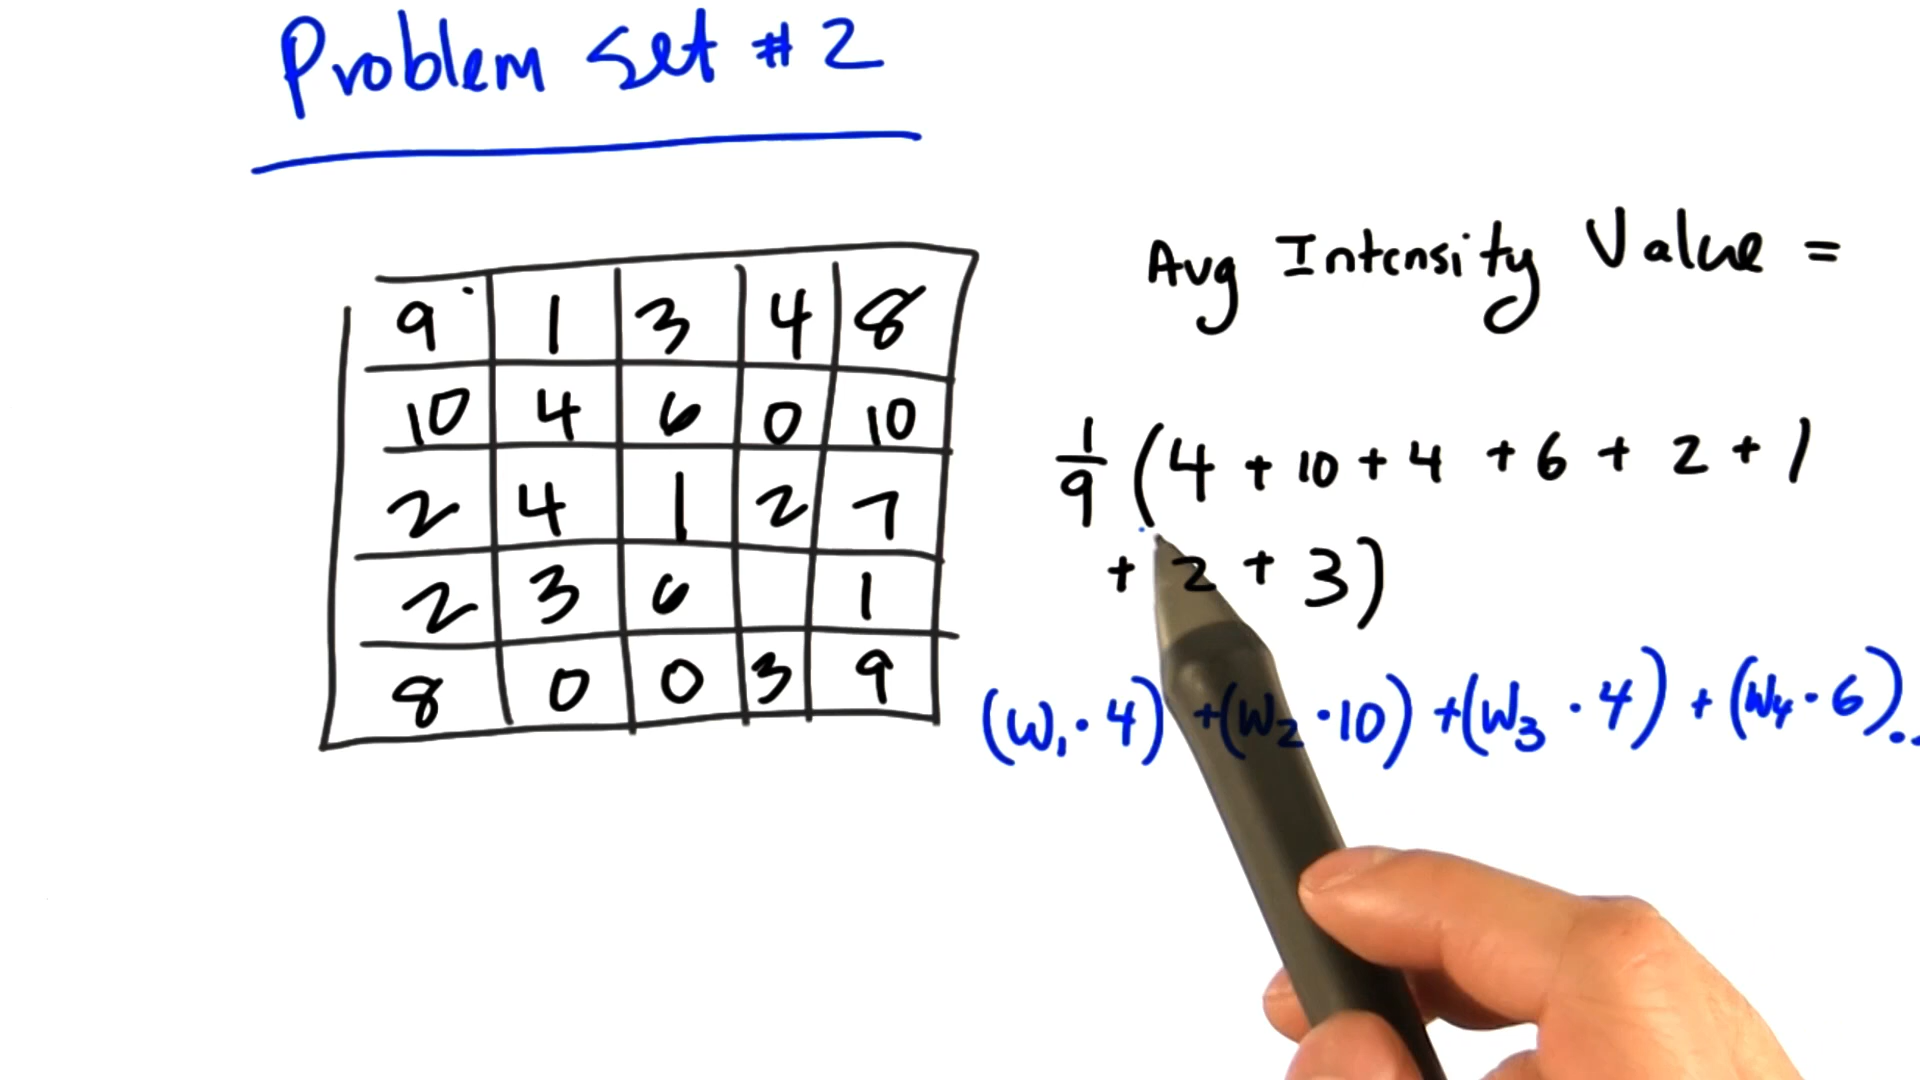 Problem set #2
9 1 3 4 8
10 4 6 0 10
2 4 1 2 7
2 3 6 1
8 0 0 3 9
Avg Intensity Value =
1/9 (4 + 10 + 4 + 6 + 2 + 1
+ 2 + 3)
(w₁ · 4) + (w₂ · 10) + (w₃ · 4) + (w₄ · 6)...